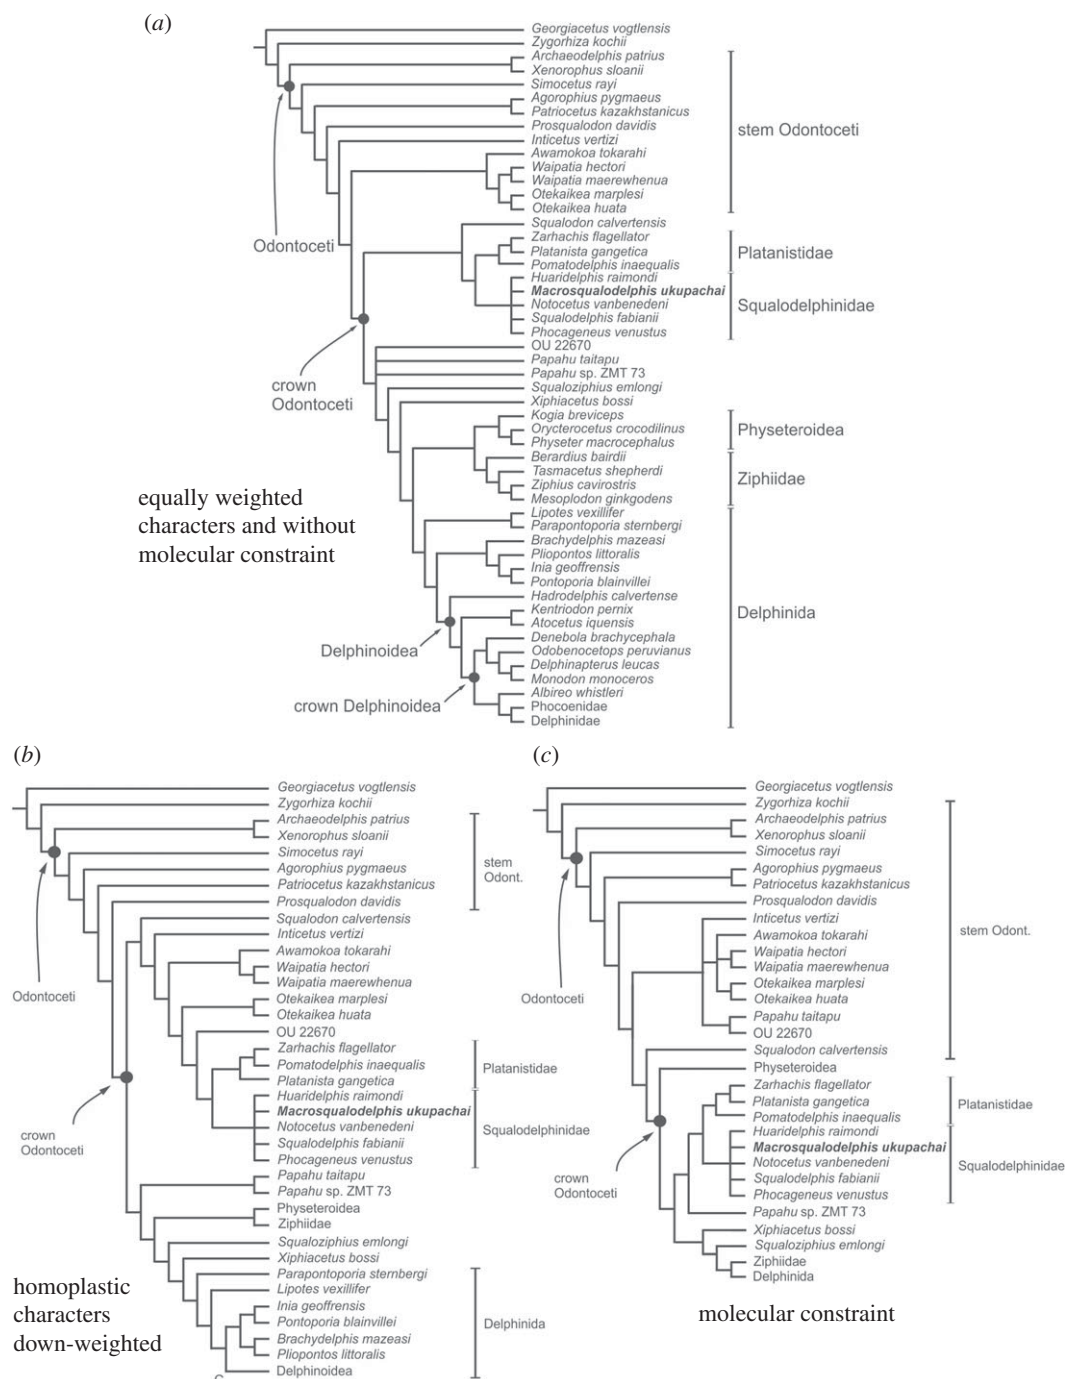 (a)
Georgiacetus vogtlensis
Zygorhiza kochii
Archaeodelphis patrius
Xenorophus sloanii
Simocetus rayi
Agorophius pygmaeus
Patriocetus kazakhstanicus
Prosqualodon davidis
Inticetus vertizi
Awamokoa tokarahi
Waipatia hectori
Waipatia maerewhenua
Otekaikea marplesi
Otekaikea huata
stem Odontoceti
Odontoceti
Squalodon calvertensis
Zarhachis flagellator
Platanista gangetica
Pomatodelphis inaequalis
Platanistidae
Huaridelphis raimondi
Macrosqualodelphis ukupachai
Notocetus vanbenedeni
Squalodelphis fabianii
Phocageneus venustus
Squalodelphinidae
crown
Odontoceti
OU 22670
Papahu taitapu
Papahu sp. ZMT 73
Squaloziphius emlongi
Xiphiacetus bossi
Kogia breviceps
Orycterocetus crocodilinus
Physeter macrocephalus
Physeteroidea
Berardius bairdii
Tasmacetus shepherdi
Ziphius cavirostris
Mesoplodon ginkgodens
Ziphiidae
equally weighted
characters and without
molecular constraint
Lipotes vexillifer
Parapontoporia sternbergi
Brachydelphis mazeasi
Pliopontos littoralis
Inia geoffrensis
Pontoporia blainvillei
Hadrodelphis calvertense
Kentriodon pernix
Atocetus iquensis
Denebola brachycephala
Odobenocetops peruvianus
Delphinapterus leucas
Monodon monoceros
Albireo whistleri
Phocoenidae
Delphinidae
Delphinida
Delphinoidea
crown Delphinoidea
(b)
Georgiacetus vogtlensis
Zygorhiza kochii
Archaeodelphis patrius
Xenorophus sloanii
Simocetus rayi
Agorophius pygmaeus
Patriocetus kazakhstanicus
Prosqualodon davidis
stem
Odont.
Squalodon calvertensis
Inticetus vertizi
Awamokoa tokarahi
Waipatia hectori
Waipatia maerewhenua
Otekaikea marplesi
Otekaikea huata
OU 22670
Odontoceti
Zarhachis flagellator
Pomatodelphis inaequalis
Platanista gangetica
Platanistidae
Huaridelphis raimondi
Macrosqualodelphis ukupachai
Notocetus vanbenedeni
Squalodelphis fabianii
Phocageneus venustus
Squalodelphinidae
crown
Odontoceti
Papahu taitapu
Papahu sp. ZMT 73
Physeteroidea
Ziphiidae
Squaloziphius emlongi
Xiphiacetus bossi
Parapontoporia sternbergi
Lipotes vexillifer
Inia geoffrensis
Pontoporia blainvillei
Brachydelphis mazeasi
Pliopontos littoralis
Delphinoidea
Delphinida
homoplastic
characters
down-weighted
(c)
Georgiacetus vogtlensis
Zygorhiza kochii
Archaeodelphis patrius
Xenorophus sloanii
Simocetus rayi
Agorophius pygmaeus
Patriocetus kazakhstanicus
Prosqualodon davidis
Inticetus vertizi
Awamokoa tokarahi
Waipatia hectori
Waipatia maerewhenua
Otekaikea marplesi
Otekaikea huata
Papahu taitapu
OU 22670
Squalodon calvertensis
stem Odont.
Odontoceti
Physeteroidea
Zarhachis flagellator
Platanista gangetica
Pomatodelphis inaequalis
Platanistidae
Huaridelphis raimondi
Macrosqualodelphis ukupachai
Notocetus vanbenedeni
Squalodelphis fabianii
Phocageneus venustus
Squalodelphinidae
crown
Odontoceti
Papahu sp. ZMT 73
Xiphiacetus bossi
Squaloziphius emlongi
Ziphiidae
Delphinida
molecular constraint